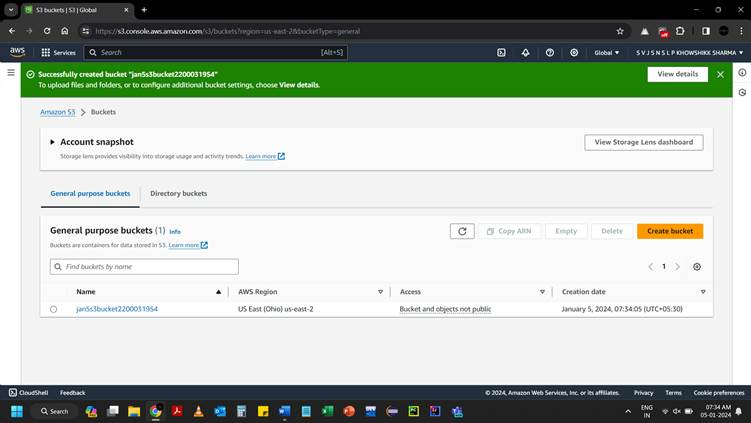 S3 buckets | S3 | Global
https://s3.console.aws.amazon.com/s3/buckets?region=us-east-2&bucketType=general
aws Services Search [Alt+S] Global S V J S N S L P KHOWSHIKK SHARMA
Successfully created bucket "jan5s3bucket2200031954"
To upload files and folders, or to configure additional bucket settings, choose View details.
View details
Amazon S3 Buckets
Account snapshot
Storage lens provides visibility into storage usage and activity trends. Learn more
View Storage Lens dashboard
General purpose buckets Directory buckets
General purpose buckets (1) Info
Buckets are containers for data stored in S3. Learn more
Copy ARN Empty Delete Create bucket
Find buckets by name
1
Name AWS Region Access Creation date
jan5s3bucket2200031954 US East (Ohio) us-east-2 Bucket and objects not public January 5, 2024, 07:34:05 (UTC+05:30)
CloudShell Feedback © 2024, Amazon Web Services, Inc. or its affiliates. Privacy Terms Cookie preferences
Search
ENG
IN
07:34 AM
05-01-2024